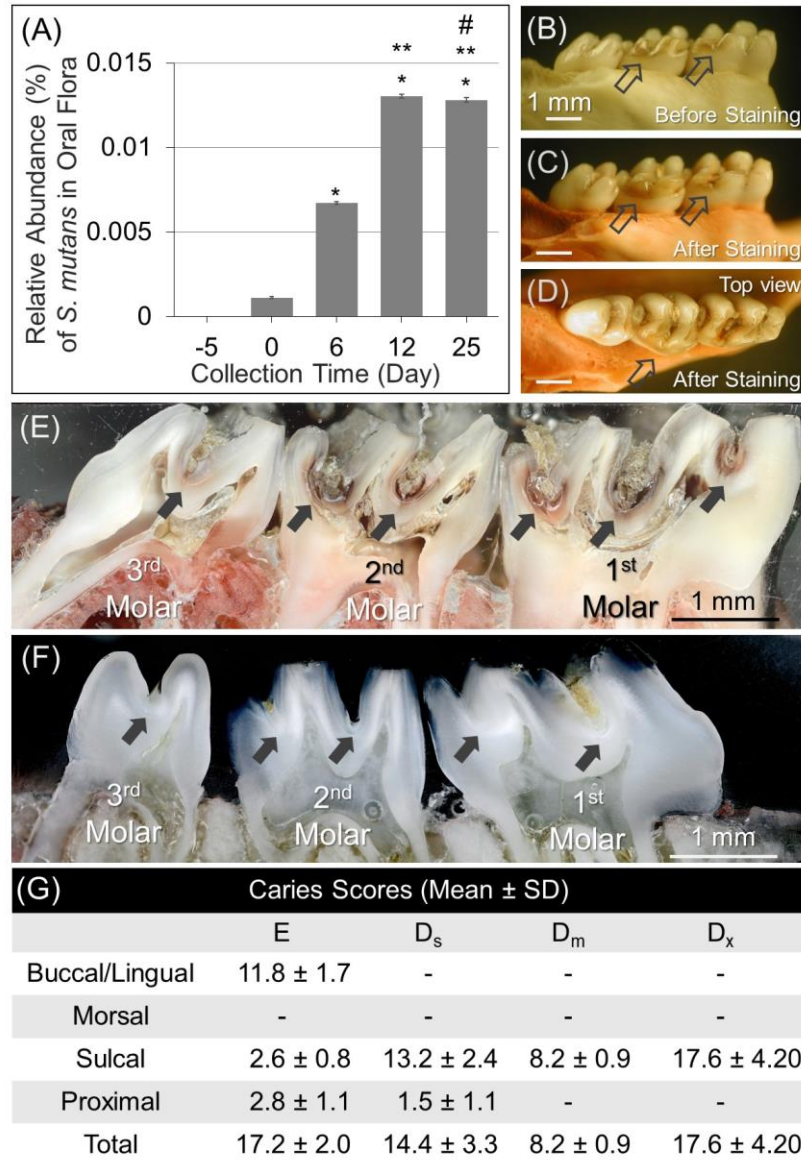 (A)
Relative Abundance (%)
of S. mutans in Oral Flora
0.015
0.01
0.005
0
#
** **
* * *
-5 0 6 12 25
Collection Time (Day)
(B)
1 mm
Before Staining
(C)
After Staining
(D)
Top view
After Staining
(E)
3rd
Molar
2nd
Molar
1st
Molar
1 mm
(F)
3rd
Molar
2nd
Molar
1st
Molar
1 mm
(G) Caries Scores (Mean ± SD)
E Ds Dm Dx
Buccal/Lingual 11.8 ± 1.7 - - -
Morsal - - - -
Sulcal 2.6 ± 0.8 13.2 ± 2.4 8.2 ± 0.9 17.6 ± 4.20
Proximal 2.8 ± 1.1 1.5 ± 1.1 - -
Total 17.2 ± 2.0 14.4 ± 3.3 8.2 ± 0.9 17.6 ± 4.20